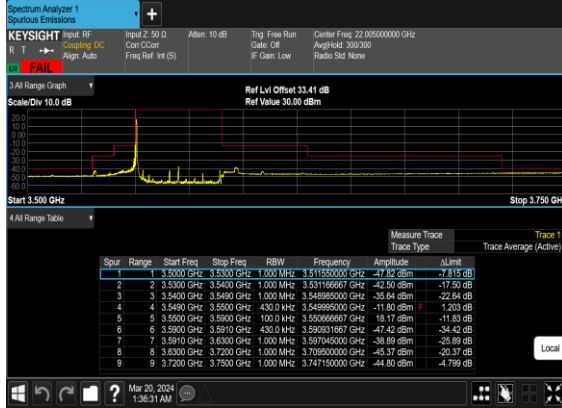 Spectrum Analyzer 1
Spurious Emissions
+
KEYSIGHT Input: RF Input Z: 50 Ω Atten: 10 dB Trig: Free Run Center Freq: 22.005000000 GHz
R T Coupling: DC Corr CCorr Gate: Off Avg|Hold: 300/300
Align: Auto Freq Ref: Int (S) IF Gain: Low Radio Std: None
LXI FAIL
3 All Range Graph
Ref Lvl Offset 33.41 dB
Scale/Div 10.0 dB Ref Value 30.00 dBm
20.0
10.0
0.00
-10.0
-20.0
-30.0
-40.0
-50.0
-60.0
Start 3.500 GHz Stop 3.750 GHz
4 All Range Table
Measure Trace Trace 1
Trace Type Trace Average (Active)
Spur Range Start Freq Stop Freq RBW Frequency Amplitude ΔLimit
1 1 3.5000 GHz 3.5300 GHz 1.000 MHz 3.511550000 GHz -47.82 dBm -7.815 dB
2 2 3.5300 GHz 3.5400 GHz 1.000 MHz 3.531166667 GHz -42.50 dBm -17.50 dB
3 3 3.5400 GHz 3.5490 GHz 1.000 MHz 3.548985000 GHz -35.64 dBm -22.64 dB
4 4 3.5490 GHz 3.5500 GHz 430.0 kHz 3.549995000 GHz -11.80 dBm F 1.203 dB
5 5 3.5500 GHz 3.5900 GHz 100.0 kHz 3.550666667 GHz 18.17 dBm -11.83 dB
6 6 3.5900 GHz 3.5910 GHz 430.0 kHz 3.590931667 GHz -47.42 dBm -34.42 dB
7 7 3.5910 GHz 3.6300 GHz 1.000 MHz 3.597045000 GHz -38.89 dBm -25.89 dB
8 8 3.6300 GHz 3.7200 GHz 1.000 MHz 3.709500000 GHz -45.37 dBm -20.37 dB
9 9 3.7200 GHz 3.7500 GHz 1.000 MHz 3.747150000 GHz -44.80 dBm -4.799 dB
Local
? Mar 20, 2024
1:36:31 AM